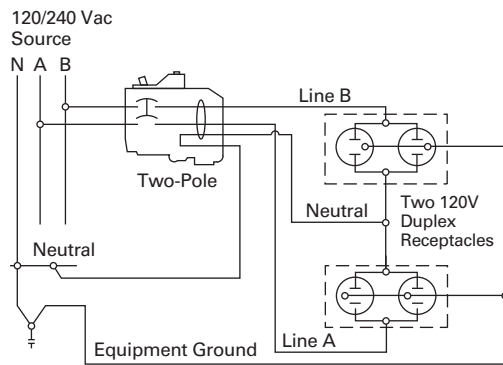 120/240 Vac
Source
N A B
Line B
Two-Pole
Neutral
Two 120V
Duplex
Receptacles
Neutral
Line A
Equipment Ground